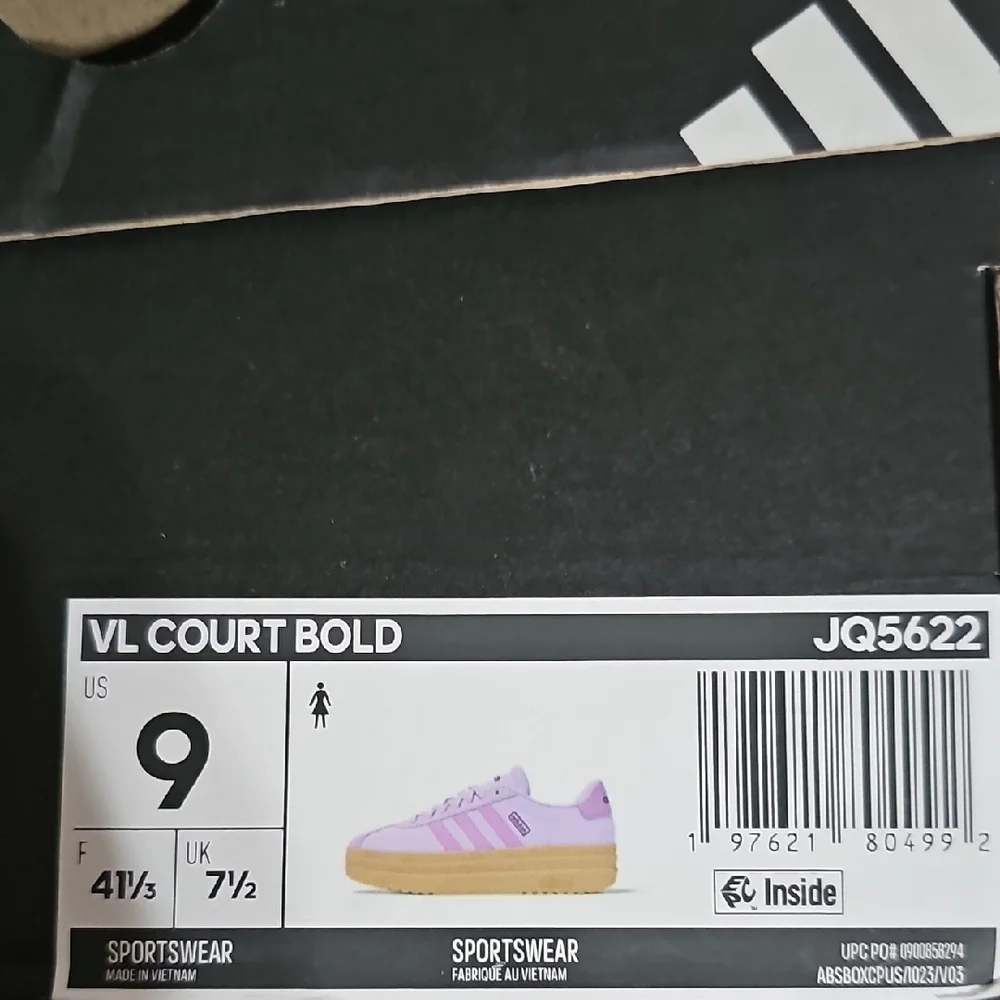 VL COURT BOLD JQ5622
US
9
F
41⅓
UK
7½
1 97621 80499 2
EPC Inside
SPORTSWEAR
MADE IN VIETNAM
SPORTSWEAR
FABRIQUÉ AU VIETNAM
UPC PO# 0900858294
ABSBOXCPUS/1023/V03